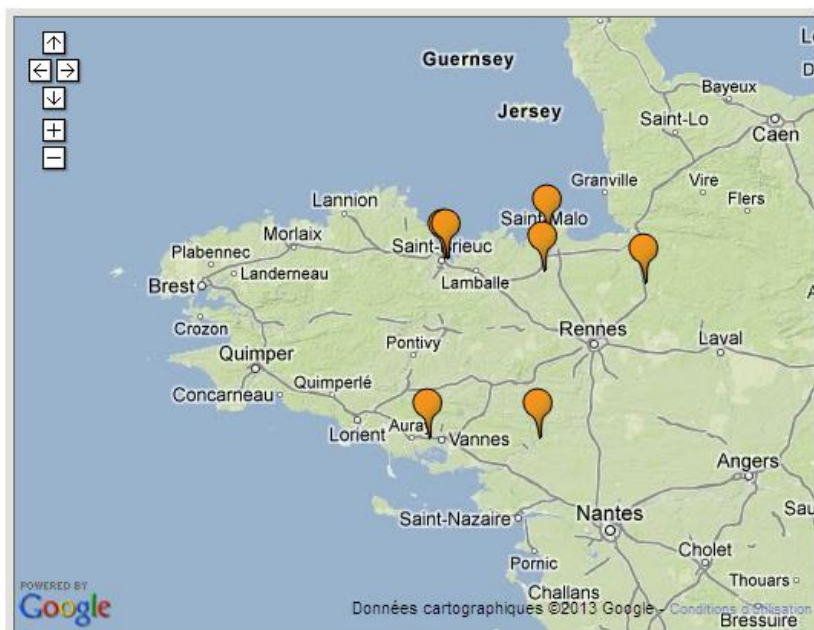 Guernsey
Jersey
Bayeux
Saint-Lo
Caen
Granville
Vire
Flers
Lannion
Saint-Malo
Morlaix
Plabennec
Saint-Brieuc
Landerneau
Lamballe
Brest
Crozon
Rennes
Laval
Pontivy
Quimper
Quimperlé
Concarneau
Lorient
Auray
Vannes
Angers
Saint-Nazaire
Nantes
Cholet
Pornic
Thouars
Challans
Bressuire
POWERED BY
Google
Données cartographiques ©2013 Google - Conditions d'utilisation